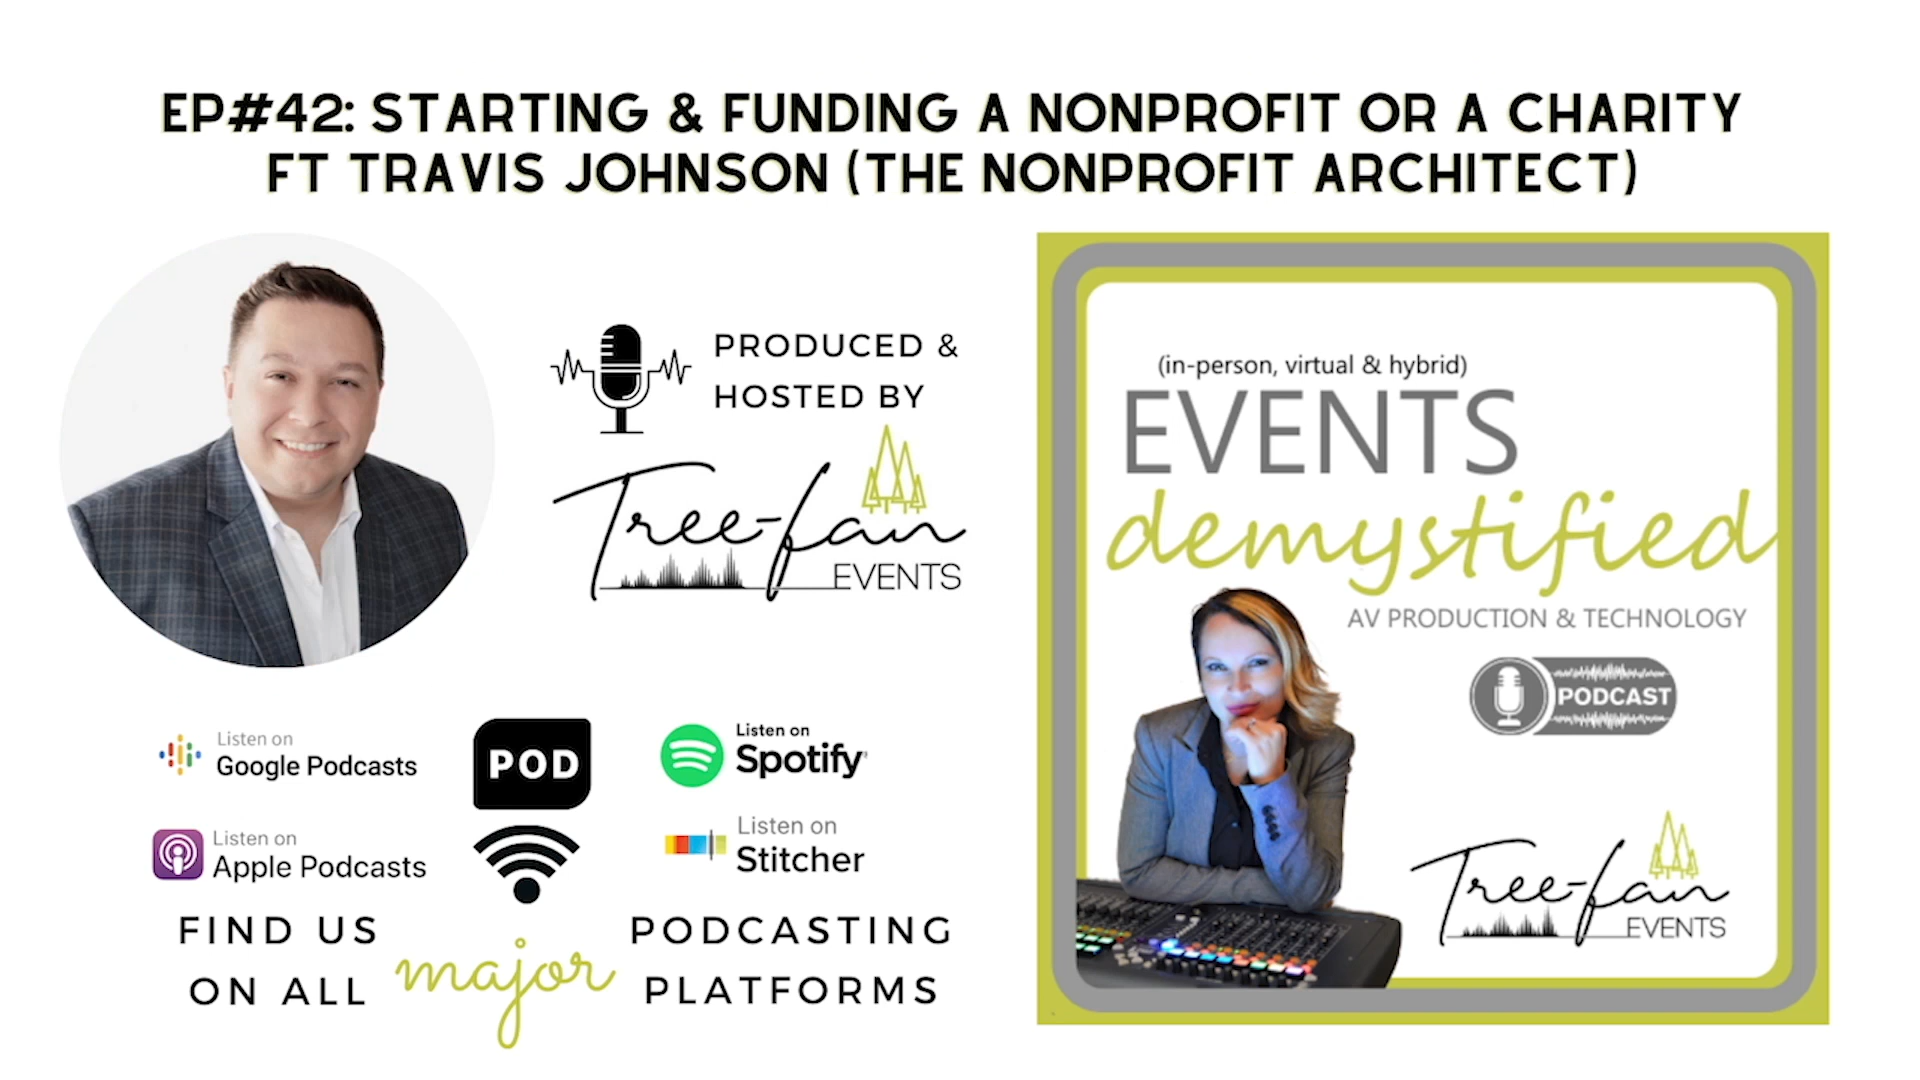 EP#42: STARTING & FUNDING A NONPROFIT OR A CHARITY
FT TRAVIS JOHNSON (THE NONPROFIT ARCHITECT)
PRODUCED &
HOSTED BY
Tree-fan
EVENTS
Listen on
Google Podcasts
POD
Listen on
Spotify
Listen on
Apple Podcasts
Listen on
Stitcher
FIND US
ON ALL
major
PODCASTING
PLATFORMS
(in-person, virtual & hybrid)
EVENTS
demystified
AV PRODUCTION & TECHNOLOGY
PODCAST
Tree-fan
EVENTS